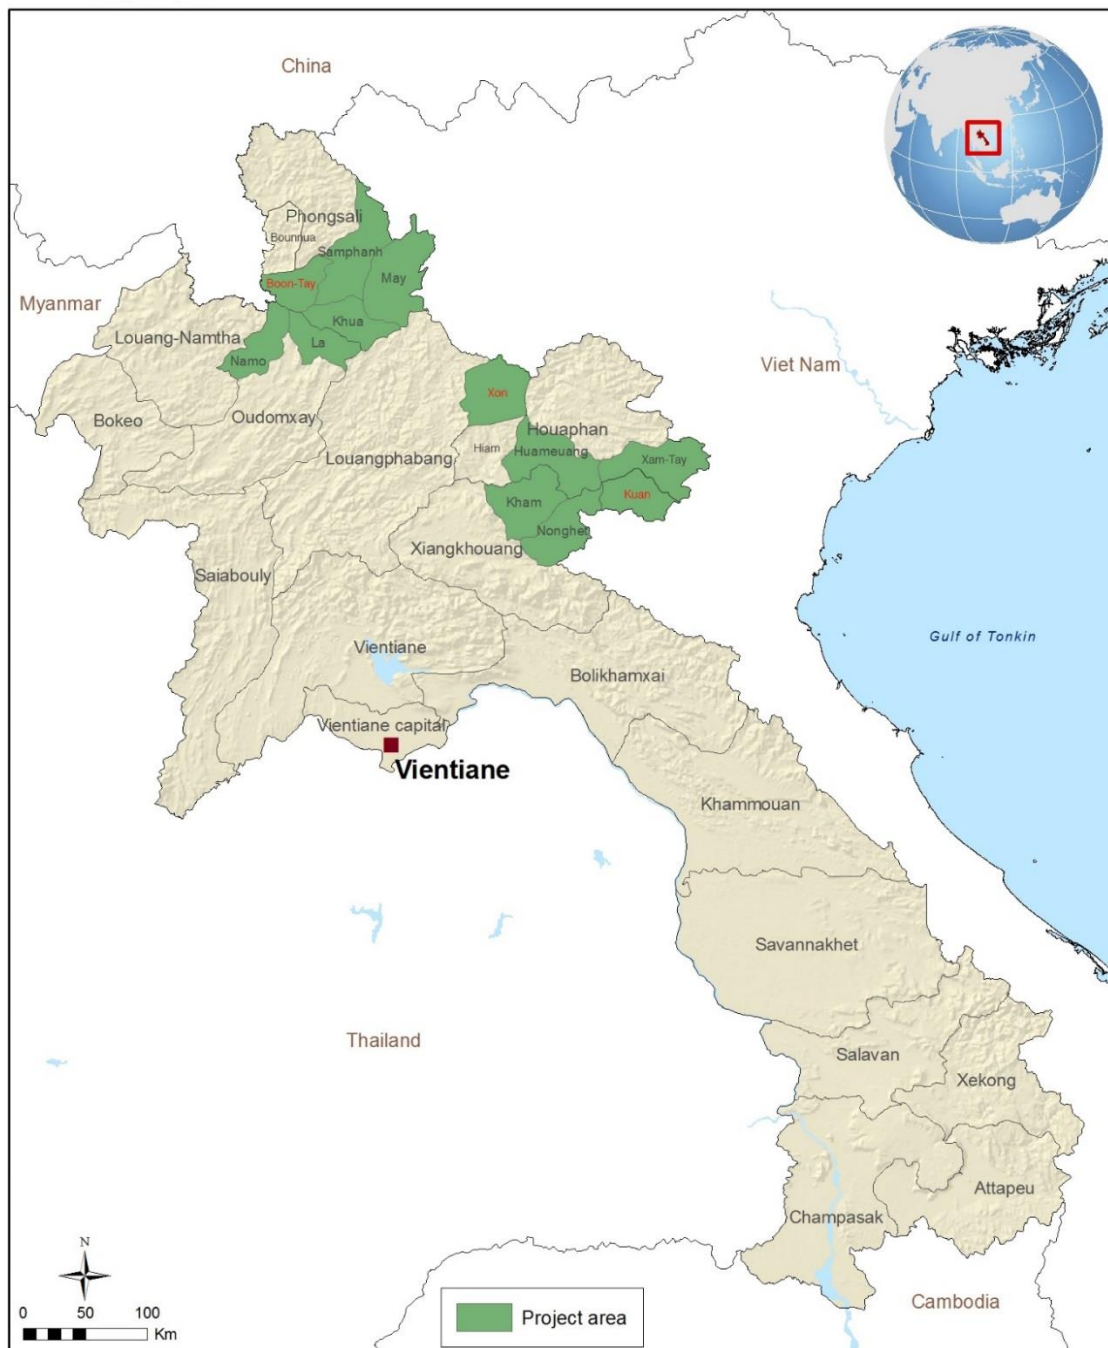 China
Phongsali
Bounnua
Samphanh
Boon-Tay
May
Myanmar
Louang-Namtha
Khua
La
Namo
Viet Nam
Xon
Bokeo
Oudomxay
Houaphan
Hiam
Huameuang
Louangphabang
Xam-Tay
Kuan
Kham
Nonghet
Xiangkhouang
Saiabouly
Gulf of Tonkin
Vientiane
Bolikhamxai
Vientiane capital
Vientiane
Khammouan
Savannakhet
Thailand
Salavan
Xekong
Attapeu
Champasak
N
Cambodia
0 50 100
Km
Project area